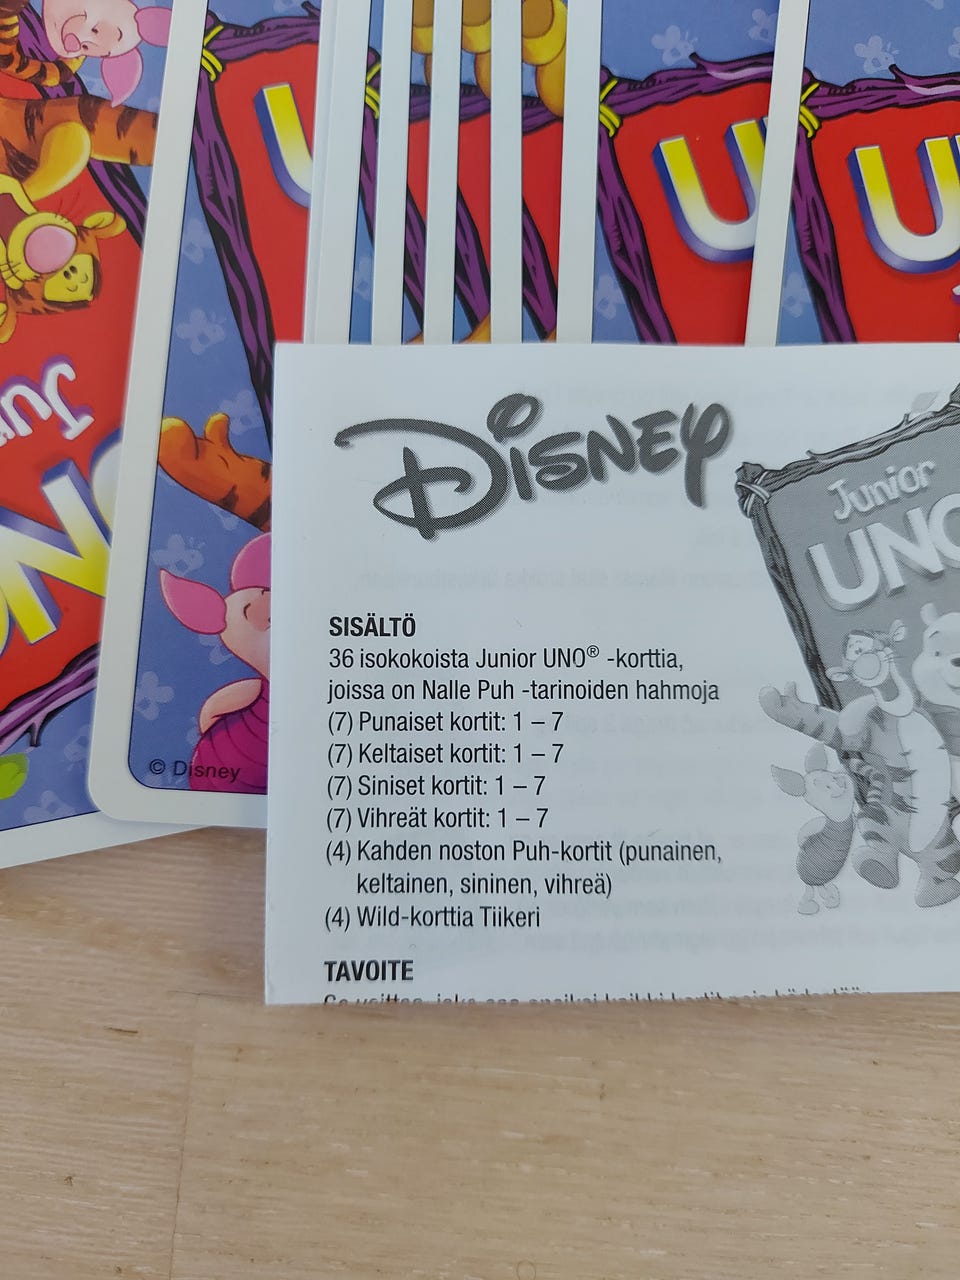 Junior
UNO
U
U
U
© Disney
DISNEY
Junior
UNO
SISÄLTÖ
36 isokokoista Junior UNO® -korttia,
joissa on Nalle Puh -tarinoiden hahmoja
(7) Punaiset kortit: 1 – 7
(7) Keltaiset kortit: 1 – 7
(7) Siniset kortit: 1 – 7
(7) Vihreät kortit: 1 – 7
(4) Kahden noston Puh-kortit (punainen,
keltainen, sininen, vihreä)
(4) Wild-korttia Tiikeri
TAVOITE